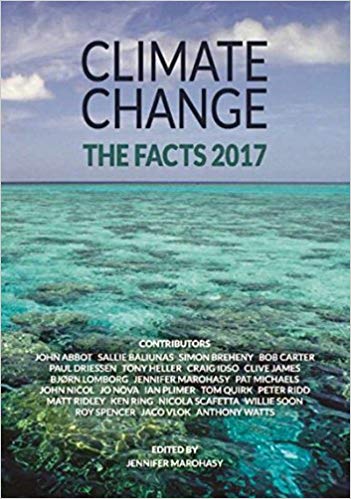 CLIMATE
CHANGE
THE FACTS 2017
CONTRIBUTORS
JOHN ABBOT SALLIE BALIUNAS SIMON BREHENY BOB CARTER
PAUL DRIESSEN TONY HELLER CRAIG IDSO CLIVE JAMES
BJØRN LOMBORG JENNIFER MAROHASY PAT MICHAELS
JOHN NICOL JO NOVA IAN PLIMER TOM QUIRK PETER RIDD
MATT RIDLEY KEN RING NICOLA SCAFETTA WILLIE SOON
ROY SPENCER JACO VLOK ANTHONY WATTS
EDITED BY
JENNIFER MAROHASY